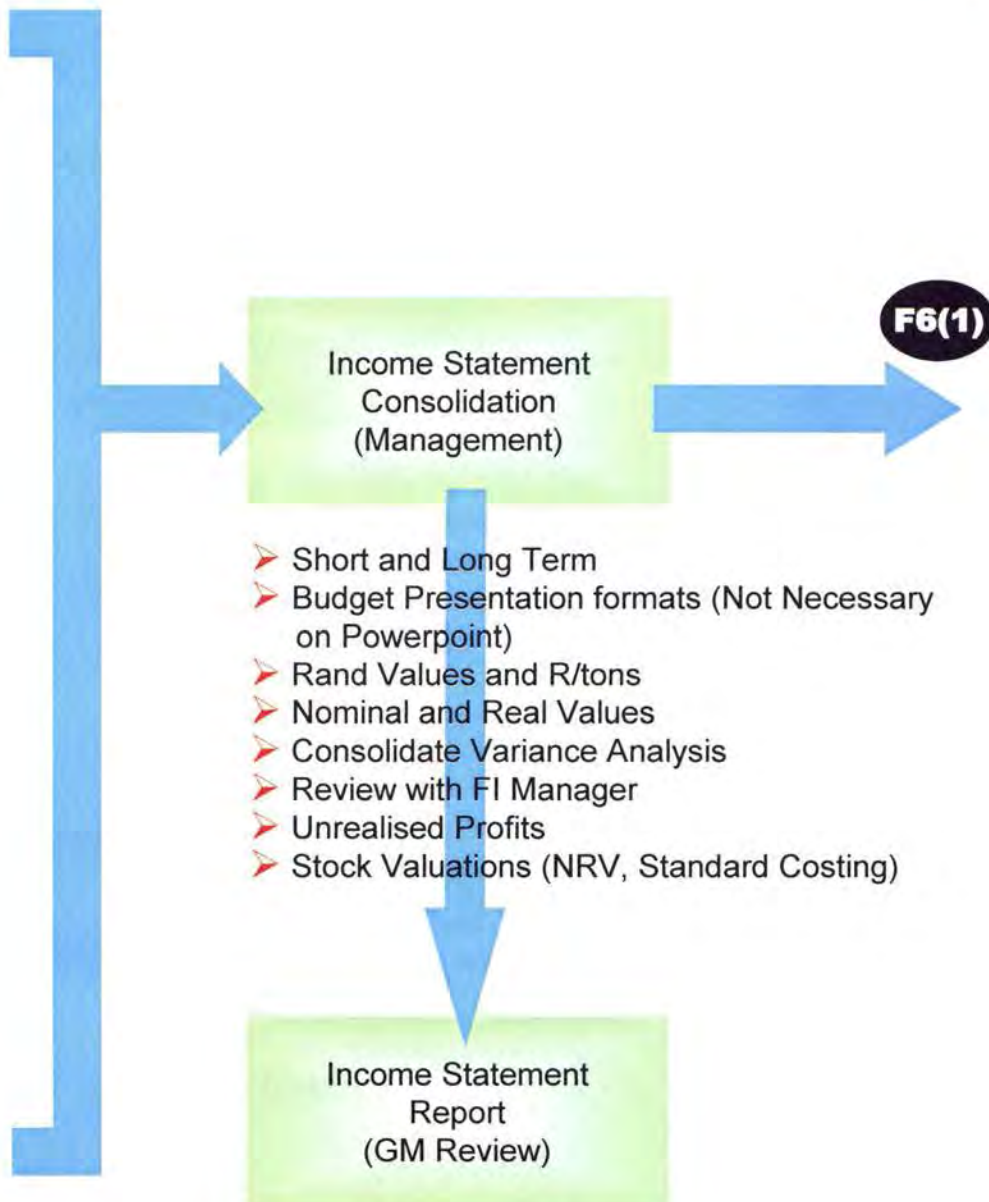 F6(1)
Income Statement
Consolidation
(Management)
➢ Short and Long Term
➢ Budget Presentation formats (Not Necessary
on Powerpoint)
➢ Rand Values and R/tons
➢ Nominal and Real Values
➢ Consolidate Variance Analysis
➢ Review with FI Manager
➢ Unrealised Profits
➢ Stock Valuations (NRV, Standard Costing)
Income Statement
Report
(GM Review)